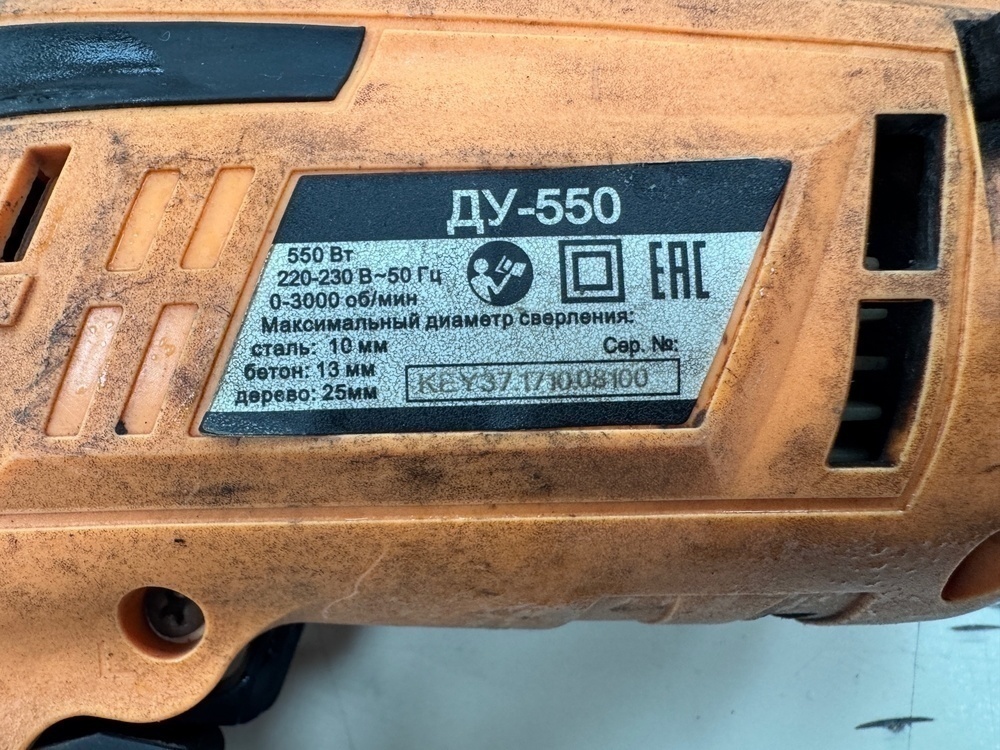 ДУ-550
550 Вт
220-230 В~50 Гц
0-3000 об/мин
EAC
Максимальный диаметр сверления:
сталь: 10 мм
бетон: 13 мм
дерево: 25мм
Сер. №:
KEY37 1710.08100